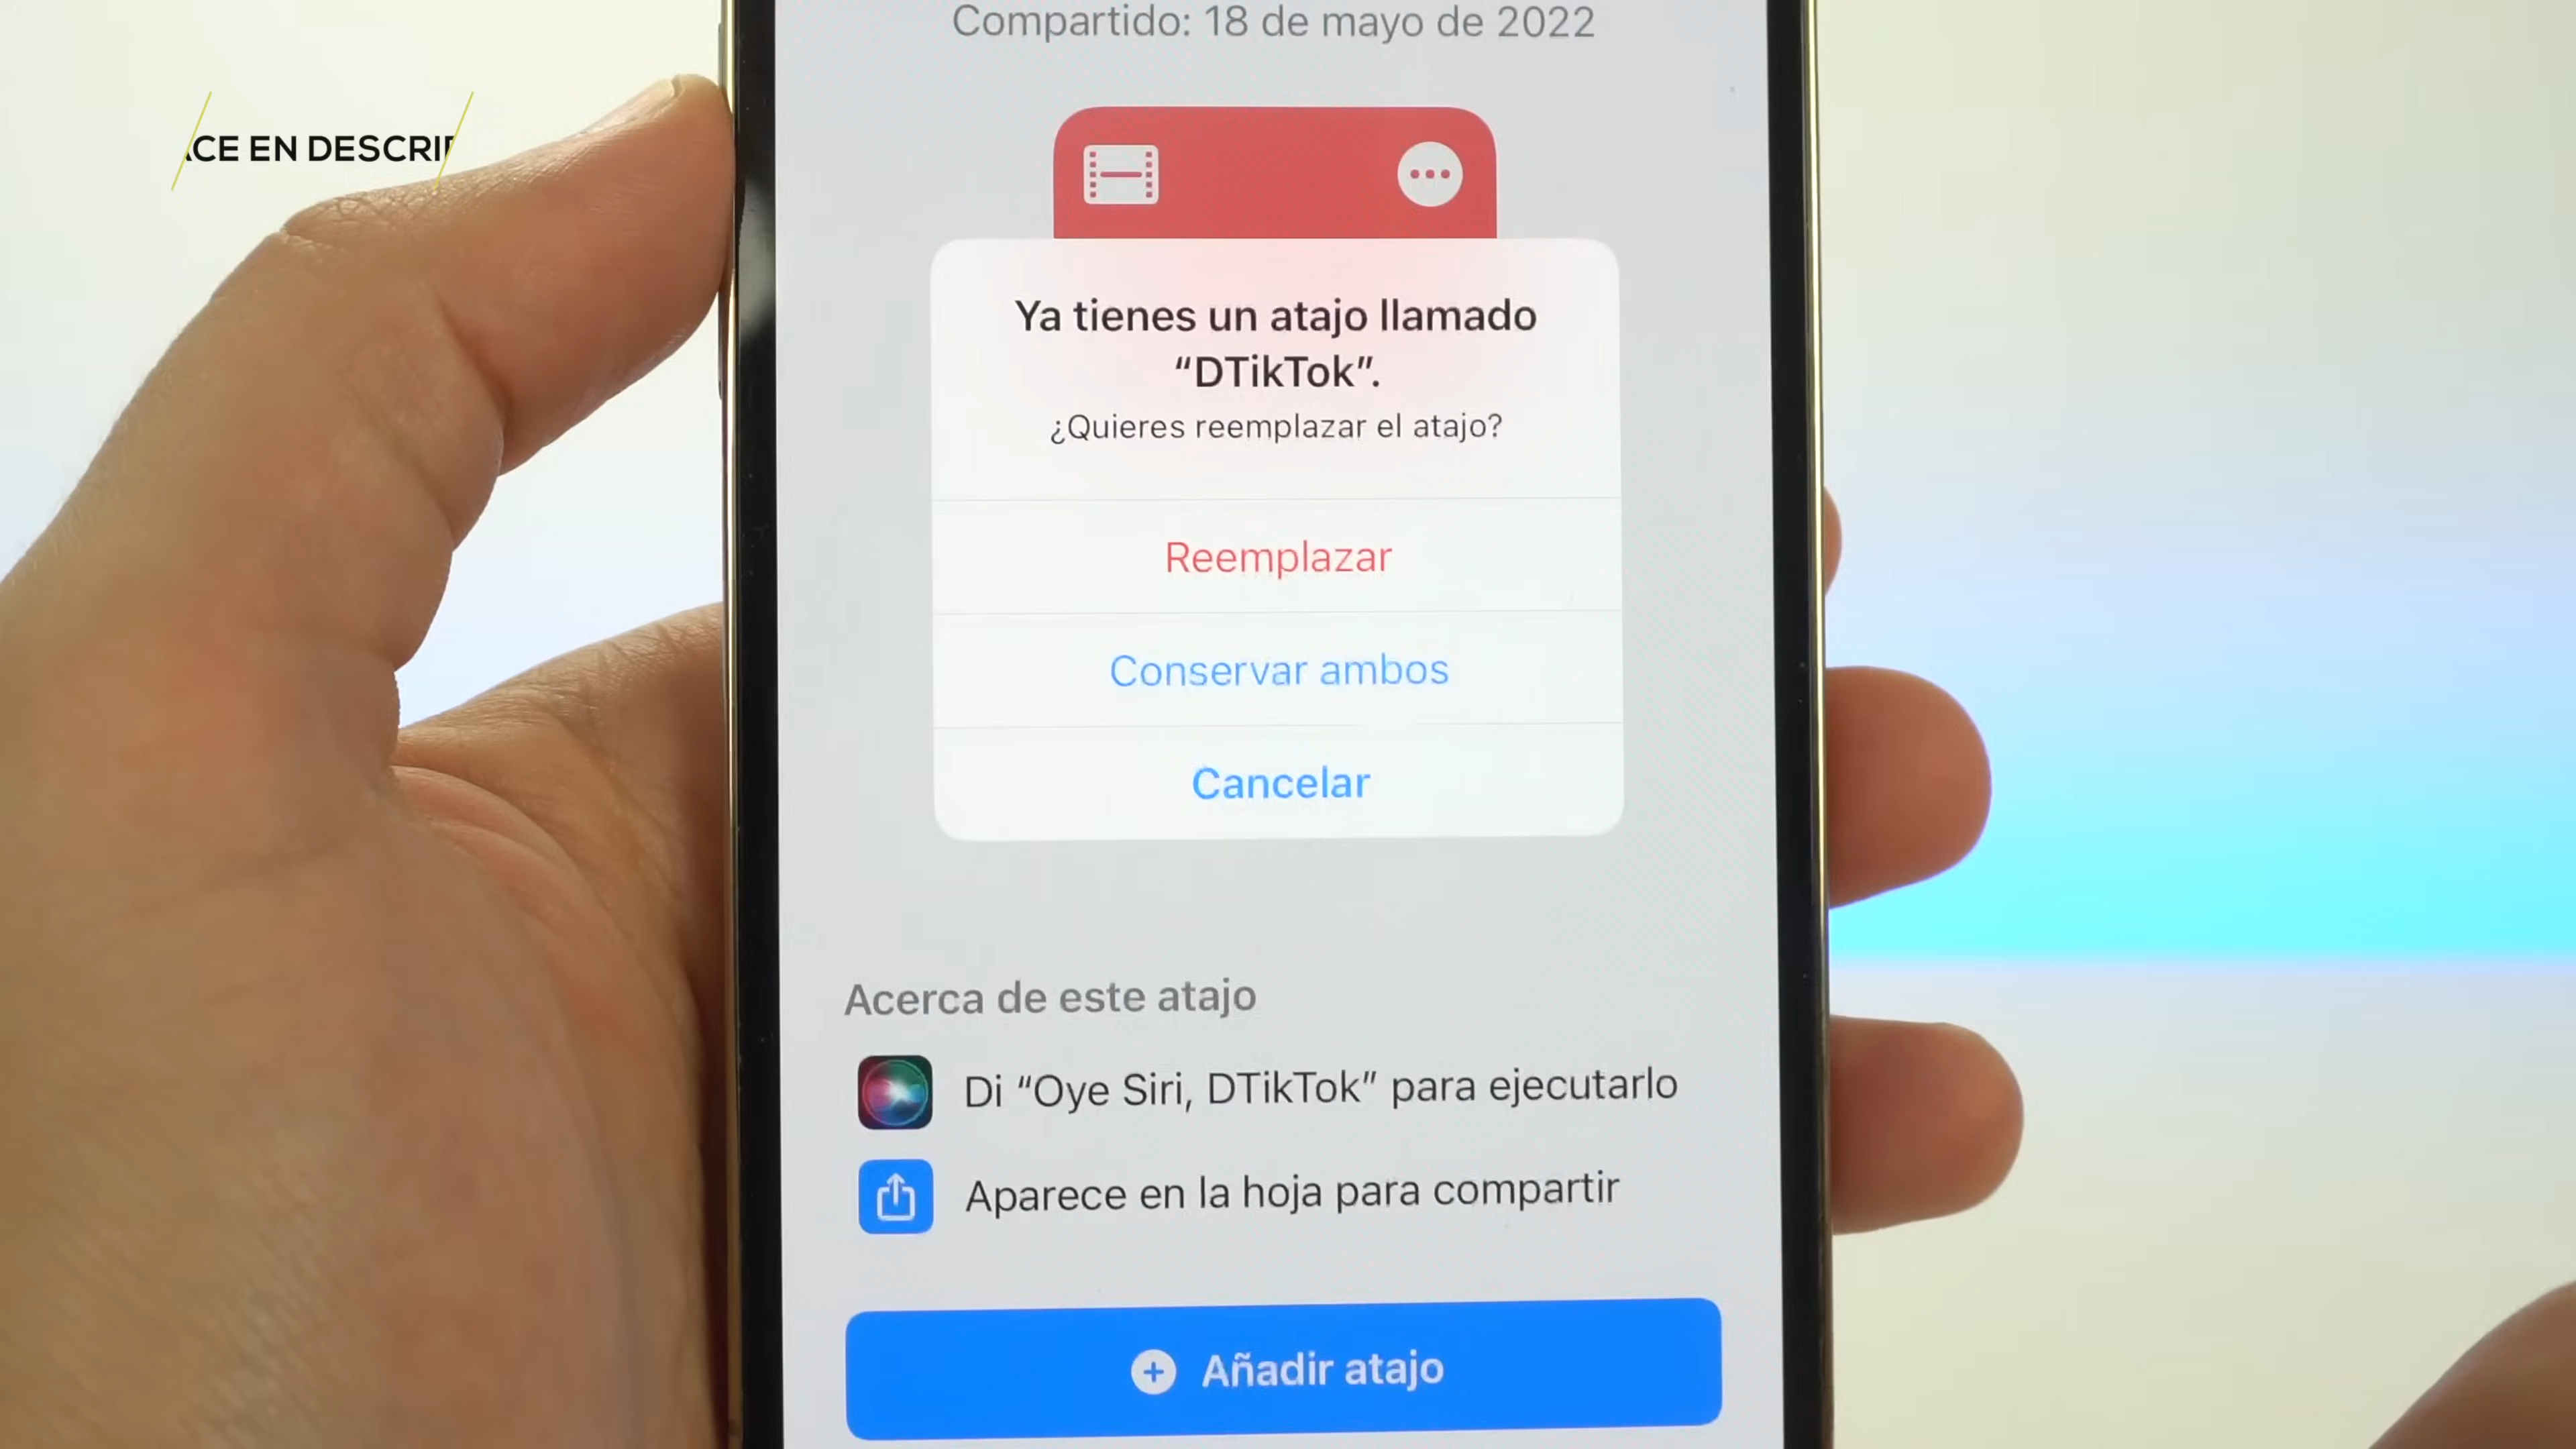 Compartido: 18 de mayo de 2022
CE EN DESCRI
Ya tienes un atajo llamado
“DTikTok”.
¿Quieres reemplazar el atajo?
Reemplazar
Conservar ambos
Cancelar
Acerca de este atajo
Di “Oye Siri, DTikTok” para ejecutarlo
Aparece en la hoja para compartir
Añadir atajo